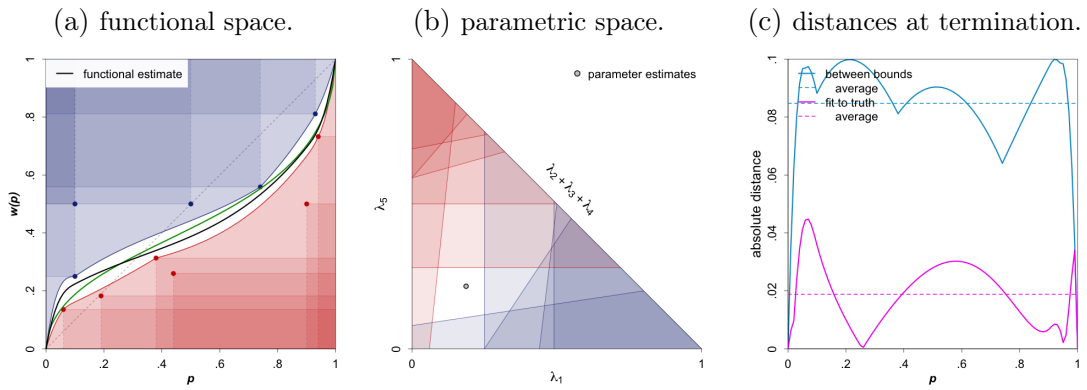 (a) functional space.
(b) parametric space.
(c) distances at termination.
functional estimate
w(p)
0
.2
.4
.6
.8
1
0
.2
.4
.6
.8
1
p
parameter estimates
λ2 + λ3 + λ4
λ5
0
1
0
1
λ1
between bounds
average
fit to truth
average
absolute distance
0
.02
.04
.06
.08
.1
0
.2
.4
.6
.8
1
p